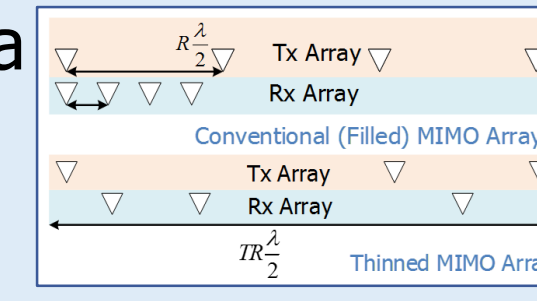 a
R λ/2
Tx Array
Rx Array
Conventional (Filled) MIMO Array
Tx Array
Rx Array
TR λ/2
Thinned MIMO Arra